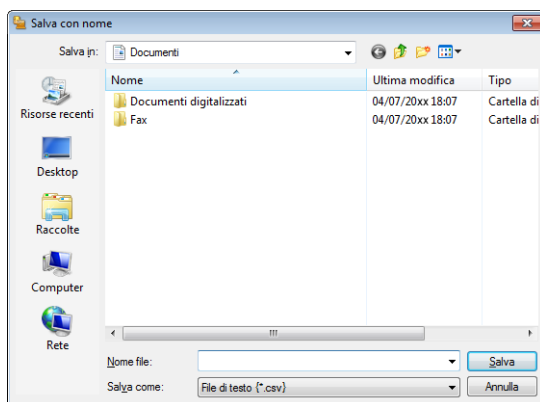 Salva con nome
Salva in: Documenti
Nome Ultima modifica Tipo
Documenti digitalizzati 04/07/20xx 18:07 Cartella di
Fax 04/07/20xx 18:07 Cartella di
Risorse recenti
Desktop
Raccolte
Computer
Rete
Nome file: Salva
Salva come: File di testo {*.csv} Annulla